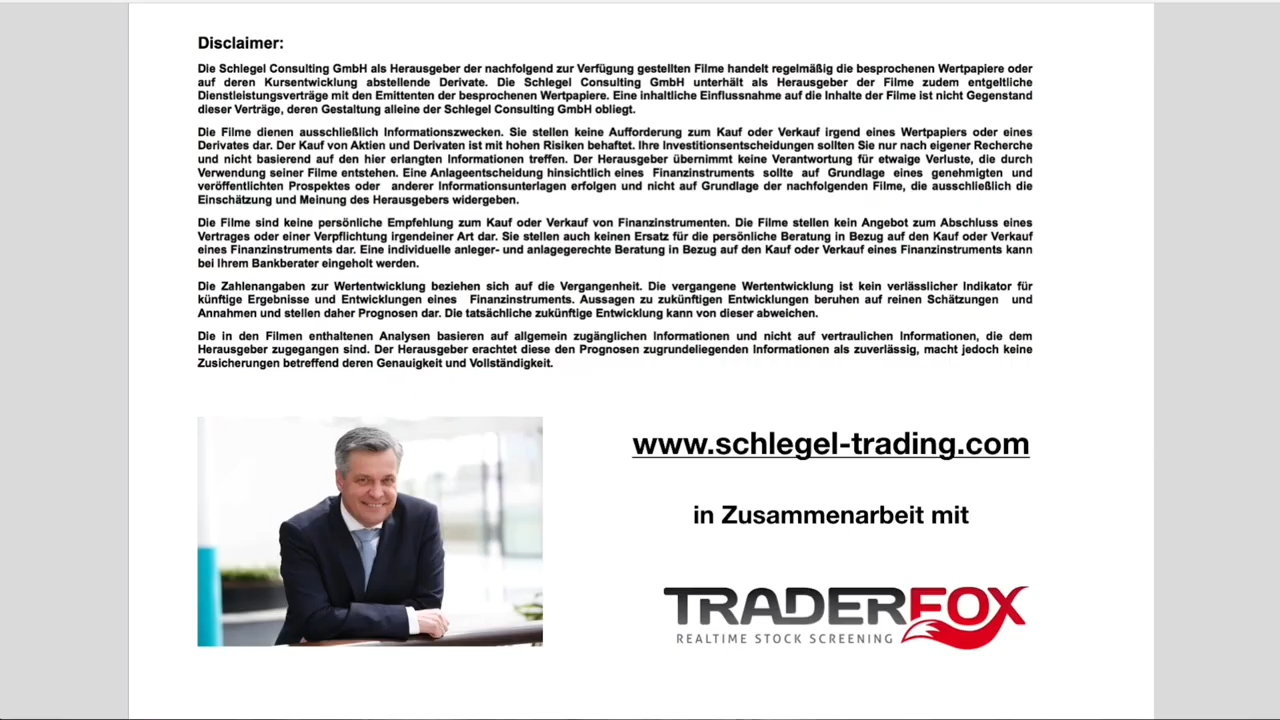 Disclaimer:
Die Schlegel Consulting GmbH als Herausgeber der nachfolgend zur Verfügung gestellten Filme handelt regelmäßig die besprochenen Wertpapiere oder
auf deren Kursentwicklung abstellende Derivate. Die Schlegel Consulting GmbH unterhält als Herausgeber der Filme zudem entgeltliche
Dienstleistungsverträge mit den Emittenten der besprochenen Wertpapiere. Eine inhaltliche Einflussnahme auf die Inhalte der Filme ist nicht Gegenstand
dieser Verträge, deren Gestaltung alleine der Schlegel Consulting GmbH obliegt.
Die Filme dienen ausschließlich Informationszwecken. Sie stellen keine Aufforderung zum Kauf oder Verkauf irgend eines Wertpapiers oder eines
Derivates dar. Der Kauf von Aktien und Derivaten ist mit hohen Risiken behaftet. Ihre Investitionsentscheidungen sollten Sie nur nach eigener Recherche
und nicht basierend auf den hier erlangten Informationen treffen. Der Herausgeber übernimmt keine Verantwortung für etwaige Verluste, die durch
Verwendung seiner Filme entstehen. Eine Anlageentscheidung hinsichtlich eines Finanzinstruments sollte auf Grundlage eines genehmigten und
veröffentlichten Prospektes oder anderer Informationsunterlagen erfolgen und nicht auf Grundlage der nachfolgenden Filme, die ausschließlich die
Einschätzung und Meinung des Herausgebers widergeben.
Die Filme sind keine persönliche Empfehlung zum Kauf oder Verkauf von Finanzinstrumenten. Die Filme stellen kein Angebot zum Abschluss eines
Vertrages oder einer Verpflichtung irgendeiner Art dar. Sie stellen auch keinen Ersatz für die persönliche Beratung in Bezug auf den Kauf oder Verkauf
eines Finanzinstruments dar. Eine individuelle anleger- und anlagegerechte Beratung in Bezug auf den Kauf oder Verkauf eines Finanzinstruments kann
bei Ihrem Bankberater eingeholt werden.
Die Zahlenangaben zur Wertentwicklung beziehen sich auf die Vergangenheit. Die vergangene Wertentwicklung ist kein verlässlicher Indikator für
künftige Ergebnisse und Entwicklungen eines Finanzinstruments. Aussagen zu zukünftigen Entwicklungen beruhen auf reinen Schätzungen und
Annahmen und stellen daher Prognosen dar. Die tatsächliche zukünftige Entwicklung kann von dieser abweichen.
Die in den Filmen enthaltenen Analysen basieren auf allgemein zugänglichen Informationen und nicht auf vertraulichen Informationen, die dem
Herausgeber zugegangen sind. Der Herausgeber erachtet diese den Prognosen zugrundeliegenden Informationen als zuverlässig, macht jedoch keine
Zusicherungen betreffend deren Genauigkeit und Vollständigkeit.
www.schlegel-trading.com
in Zusammenarbeit mit
TRADERFOX
REALTIME STOCK SCREENING